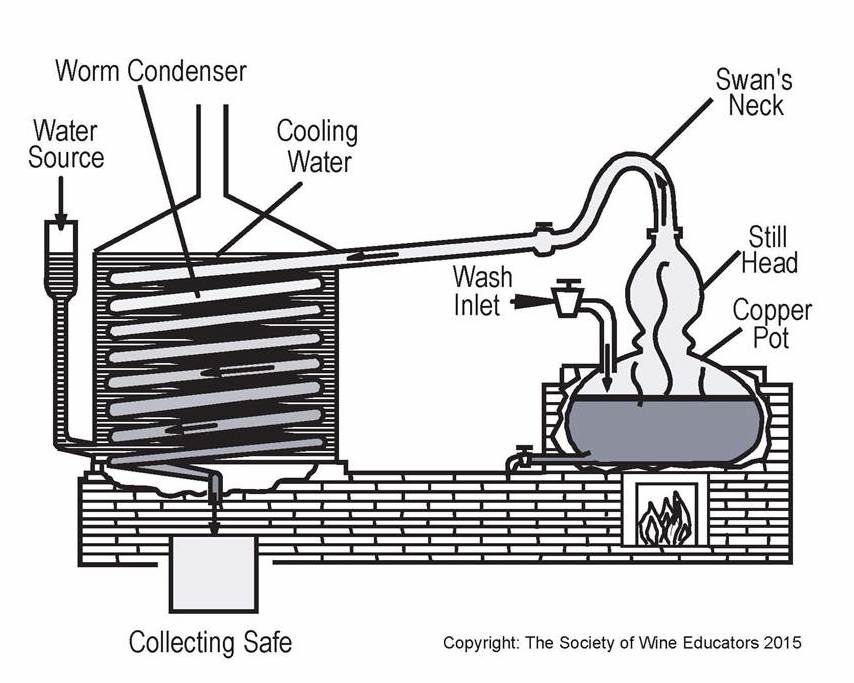 Worm Condenser
Swan's
Neck
Water
Source
Cooling
Water
Still
Head
Wash
Inlet
Copper
Pot
Collecting Safe
Copyright: The Society of Wine Educators 2015